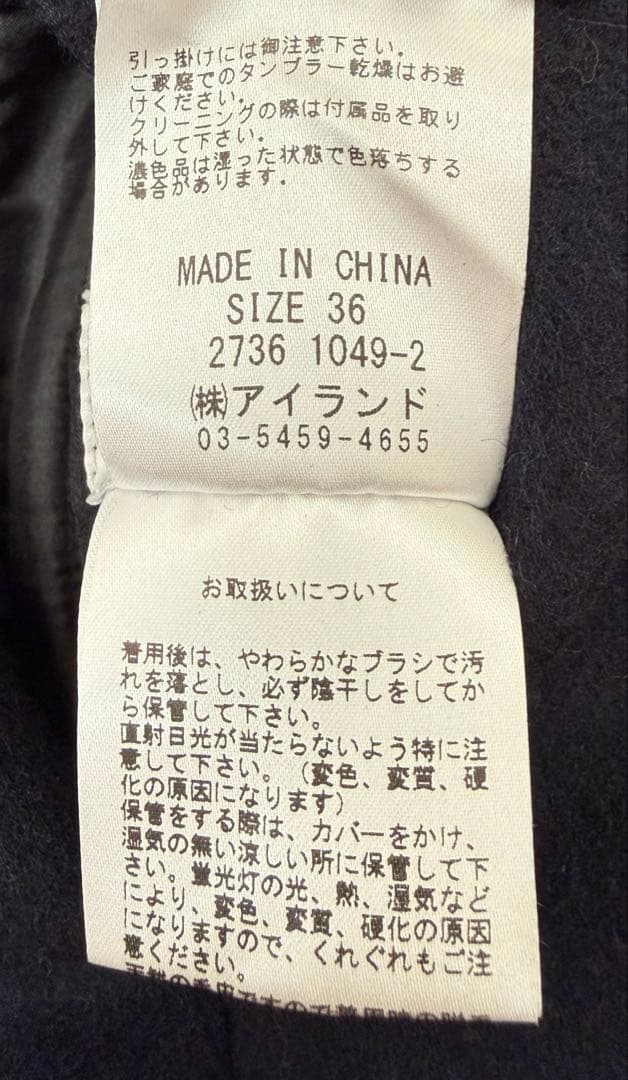 引っ掛けには御注意下さい。
ご家庭でのタンブラー乾燥はお避
けください。
クリーニングの際は付属品を取り
外して下さい。
濃色品は湿った状態で色落ちする
場合があります。
MADE IN CHINA
SIZE 36
2736 1049-2
㈱アイランド
03-5459-4655
お取扱いについて
着用後は、やわらかなブラシで汚
れを落とし、必ず陰干しをしてか
ら保管して下さい。
直射日光が当たらないよう特に注
意して下さい。（変色、変質、硬
化の原因になります）
保管をする際は、カバーをかけ、
湿気の無い涼しい所に保管して下
さい。蛍光灯の光、熱、湿気など
により、変色、変質、硬化の原因
になりますので、くれぐれもご注
意ください。